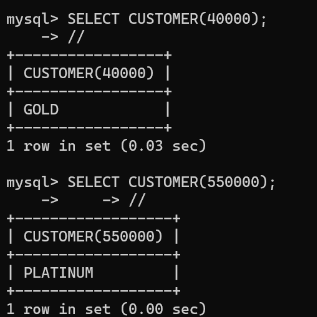 mysql> SELECT CUSTOMER(40000);
    -> //
+-----------------+
| CUSTOMER(40000) |
+-----------------+
| GOLD            |
+-----------------+
1 row in set (0.03 sec)

mysql> SELECT CUSTOMER(550000);
    ->     -> //
+------------------+
| CUSTOMER(550000) |
+------------------+
| PLATINUM         |
+------------------+
1 row in set (0.00 sec)